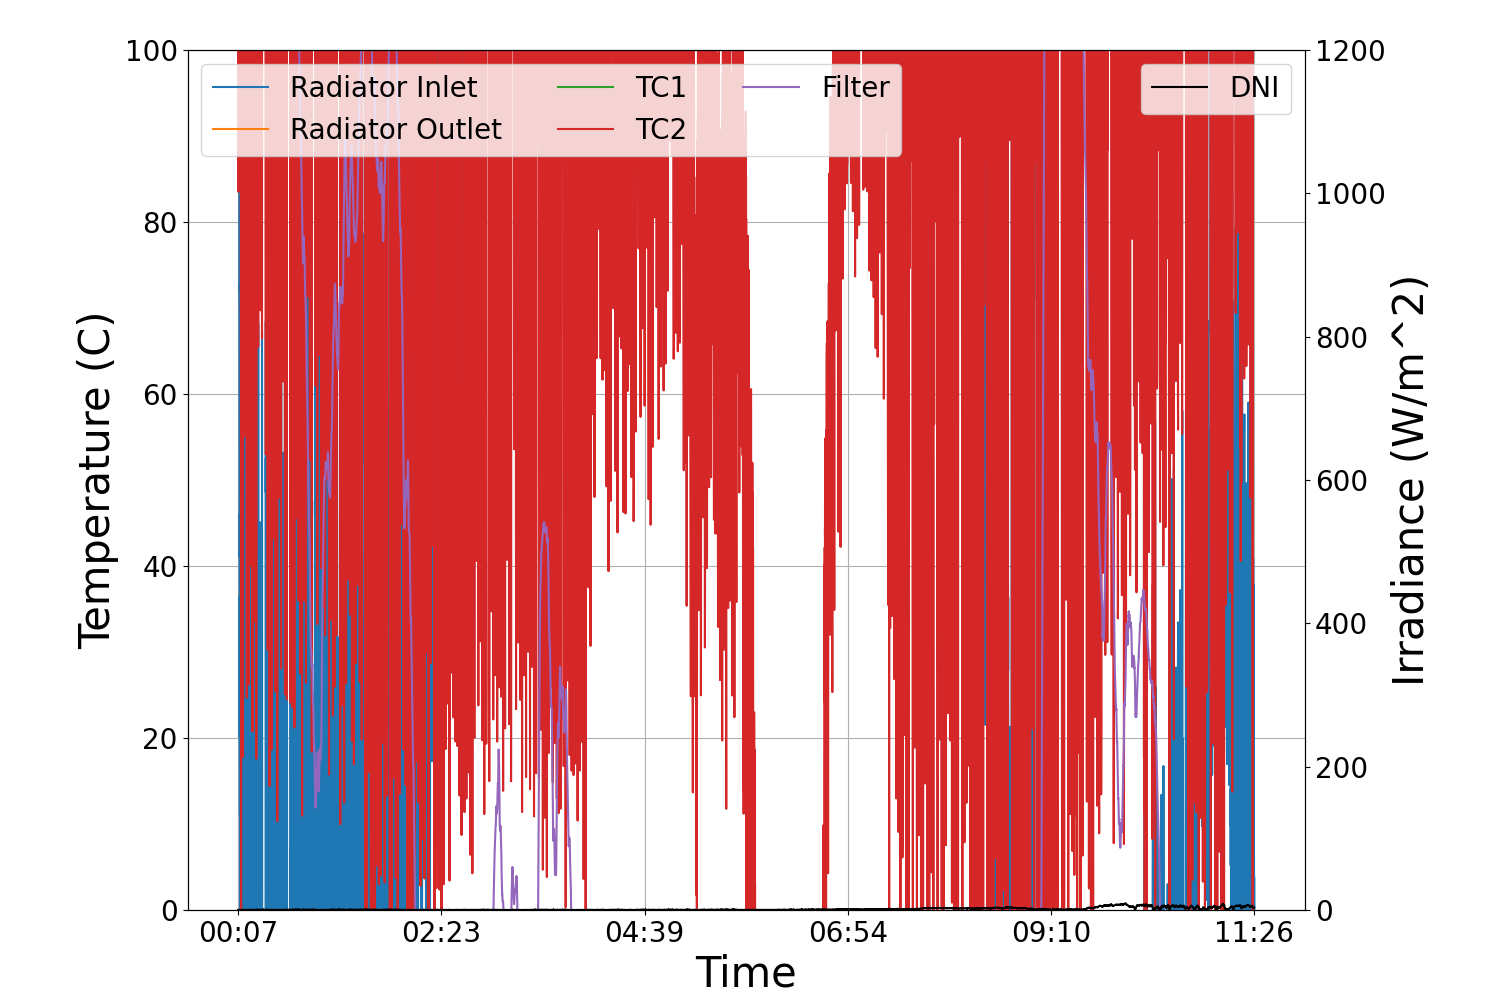 Radiator Inlet
Radiator Outlet
TC1
TC2
Filter
DNI
100
80
60
40
20
0
Temperature (C)
1200
1000
800
600
400
200
0
Irradiance (W/m^2)
00:07 02:23 04:39 06:54 09:10 11:26
Time